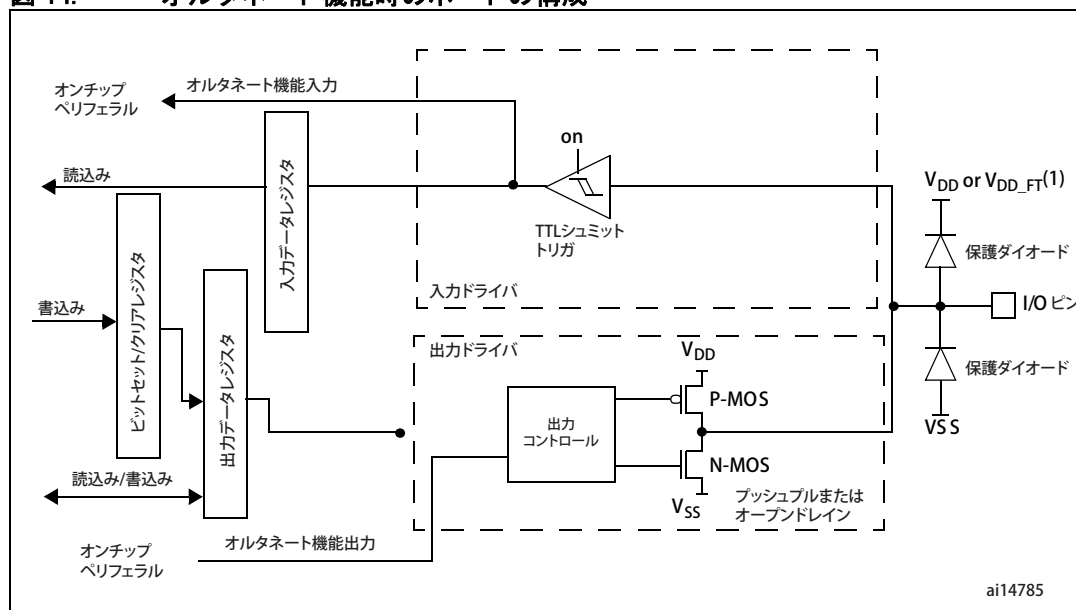 オンチップ
ペリフェラル
オルタネート機能入力
読込み
書込み
ビットセット/クリアレジスタ
入力データレジスタ
出力データレジスタ
読込み/書込み
on
TTLシュミット
トリガ
入力ドライバ
出力ドライバ
VDD
出力
コントロール
P-MOS
N-MOS
VSS
プッシュプルまたは
オープンドレイン
VDD or VDD_FT(1)
保護ダイオード
I/O ピン
保護ダイオード
VSS
オンチップ
ペリフェラル
オルタネート機能出力
ai14785